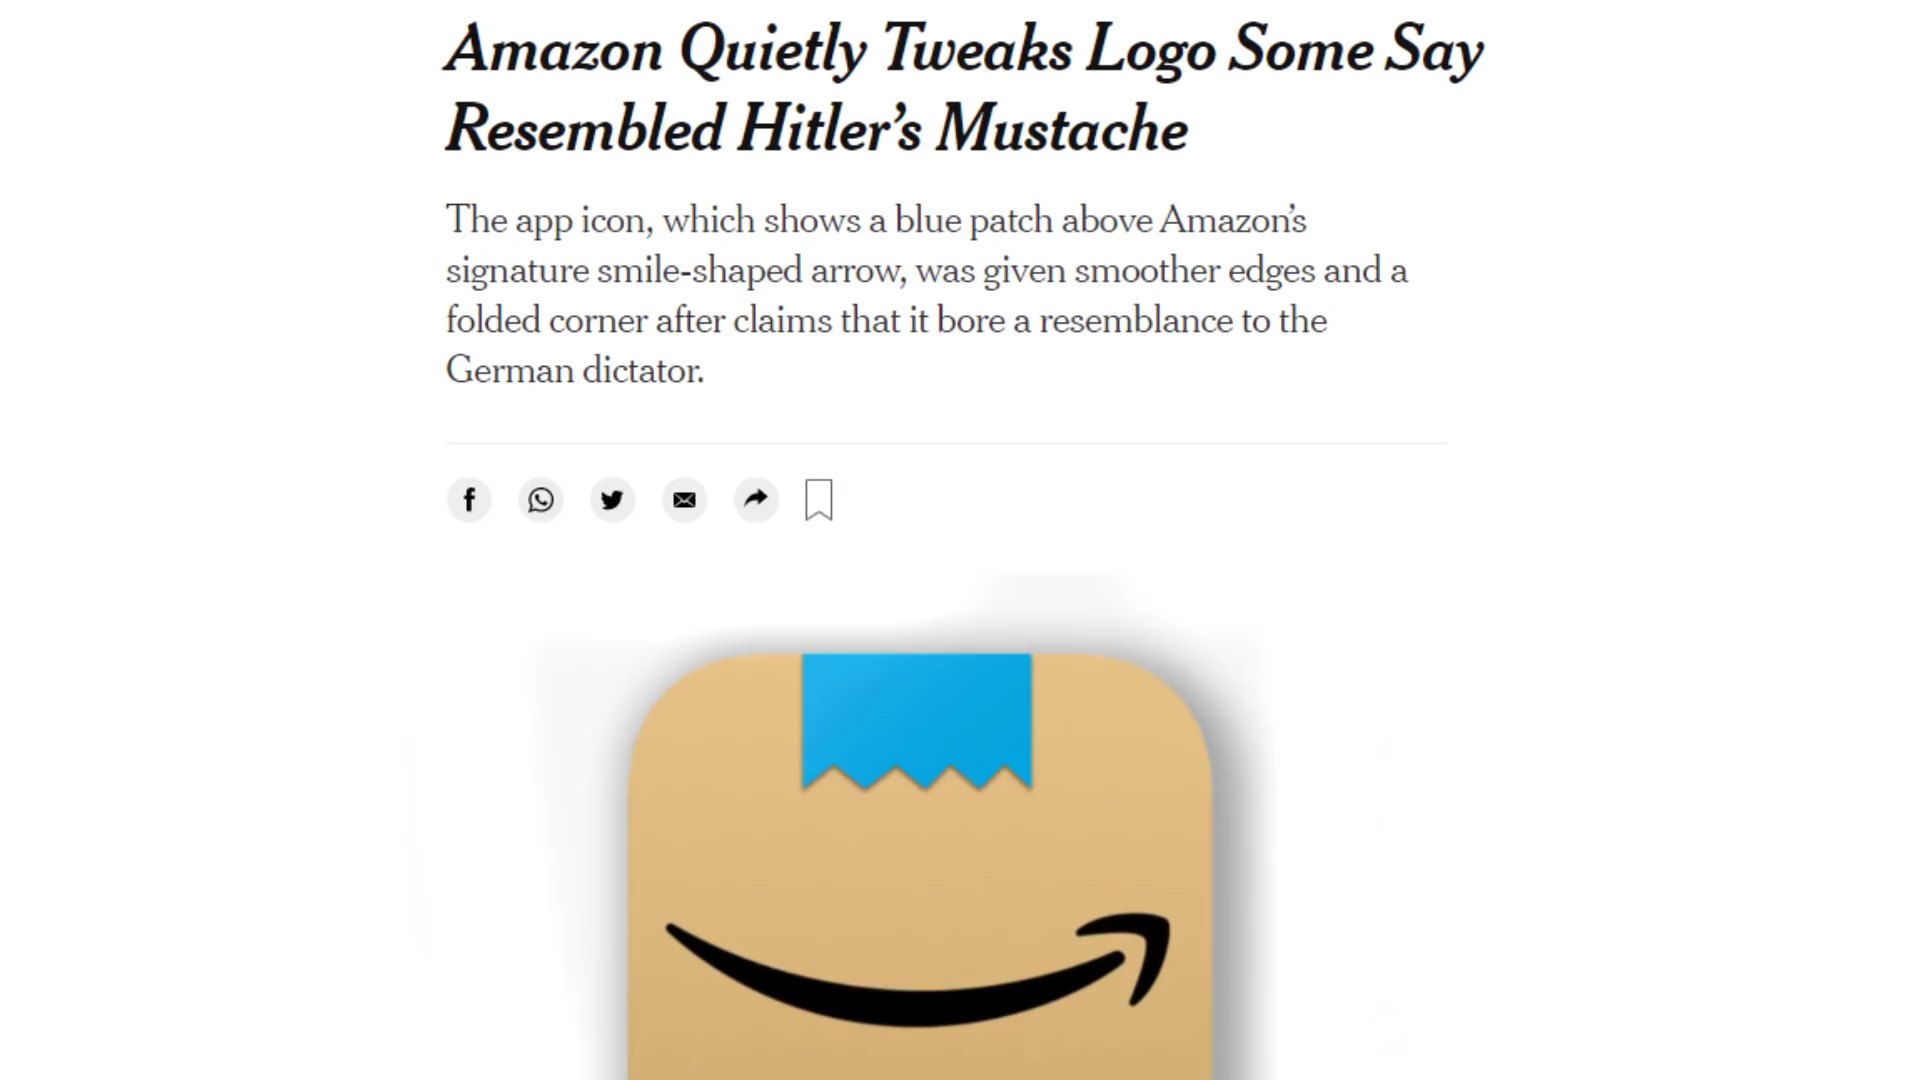 Amazon Quietly Tweaks Logo Some Say
Resembled Hitler’s Mustache
The app icon, which shows a blue patch above Amazon’s
signature smile-shaped arrow, was given smoother edges and a
folded corner after claims that it bore a resemblance to the
German dictator.